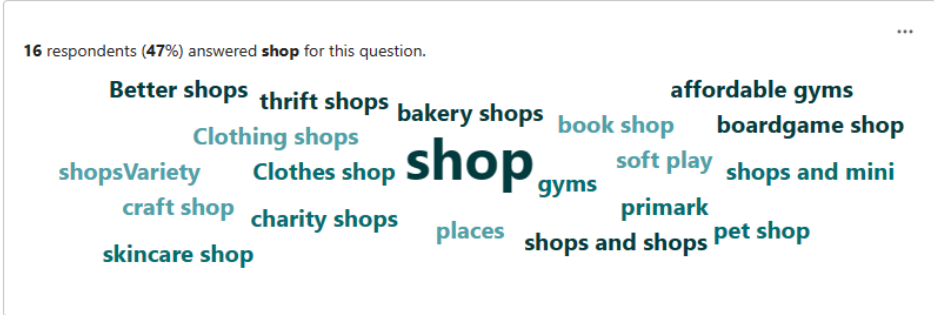 ...
16 respondents (47%) answered shop for this question.
Better shops
affordable gyms
thrift shops
bakery shops
book shop
boardgame shop
Clothing shops
shop
soft play
shopsVariety
Clothes shop
shops and mini
gyms
craft shop
primark
charity shops
places
shops and shops
pet shop
skincare shop